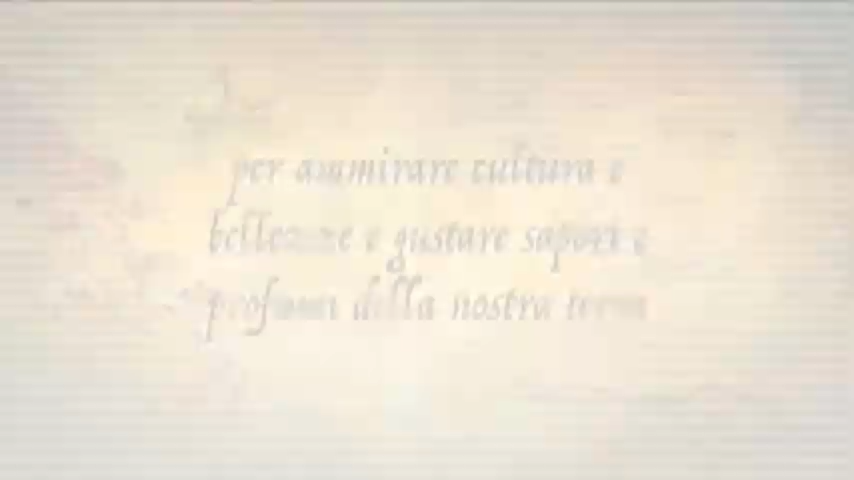 per ammirare cultura e
bellezze e gustare sapori e
profumi della nostra terra